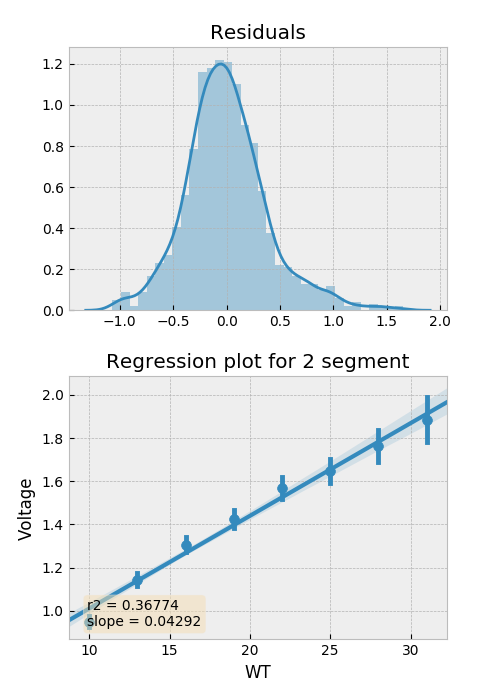 Residuals
1.2
1.0
0.8
0.6
0.4
0.2
0.0
−1.0 −0.5 0.0 0.5 1.0 1.5 2.0
Regression plot for 2 segment
2.0
1.8
1.6
1.4
1.2
1.0
Voltage
r2 = 0.36774
slope = 0.04292
10 15 20 25 30
WT